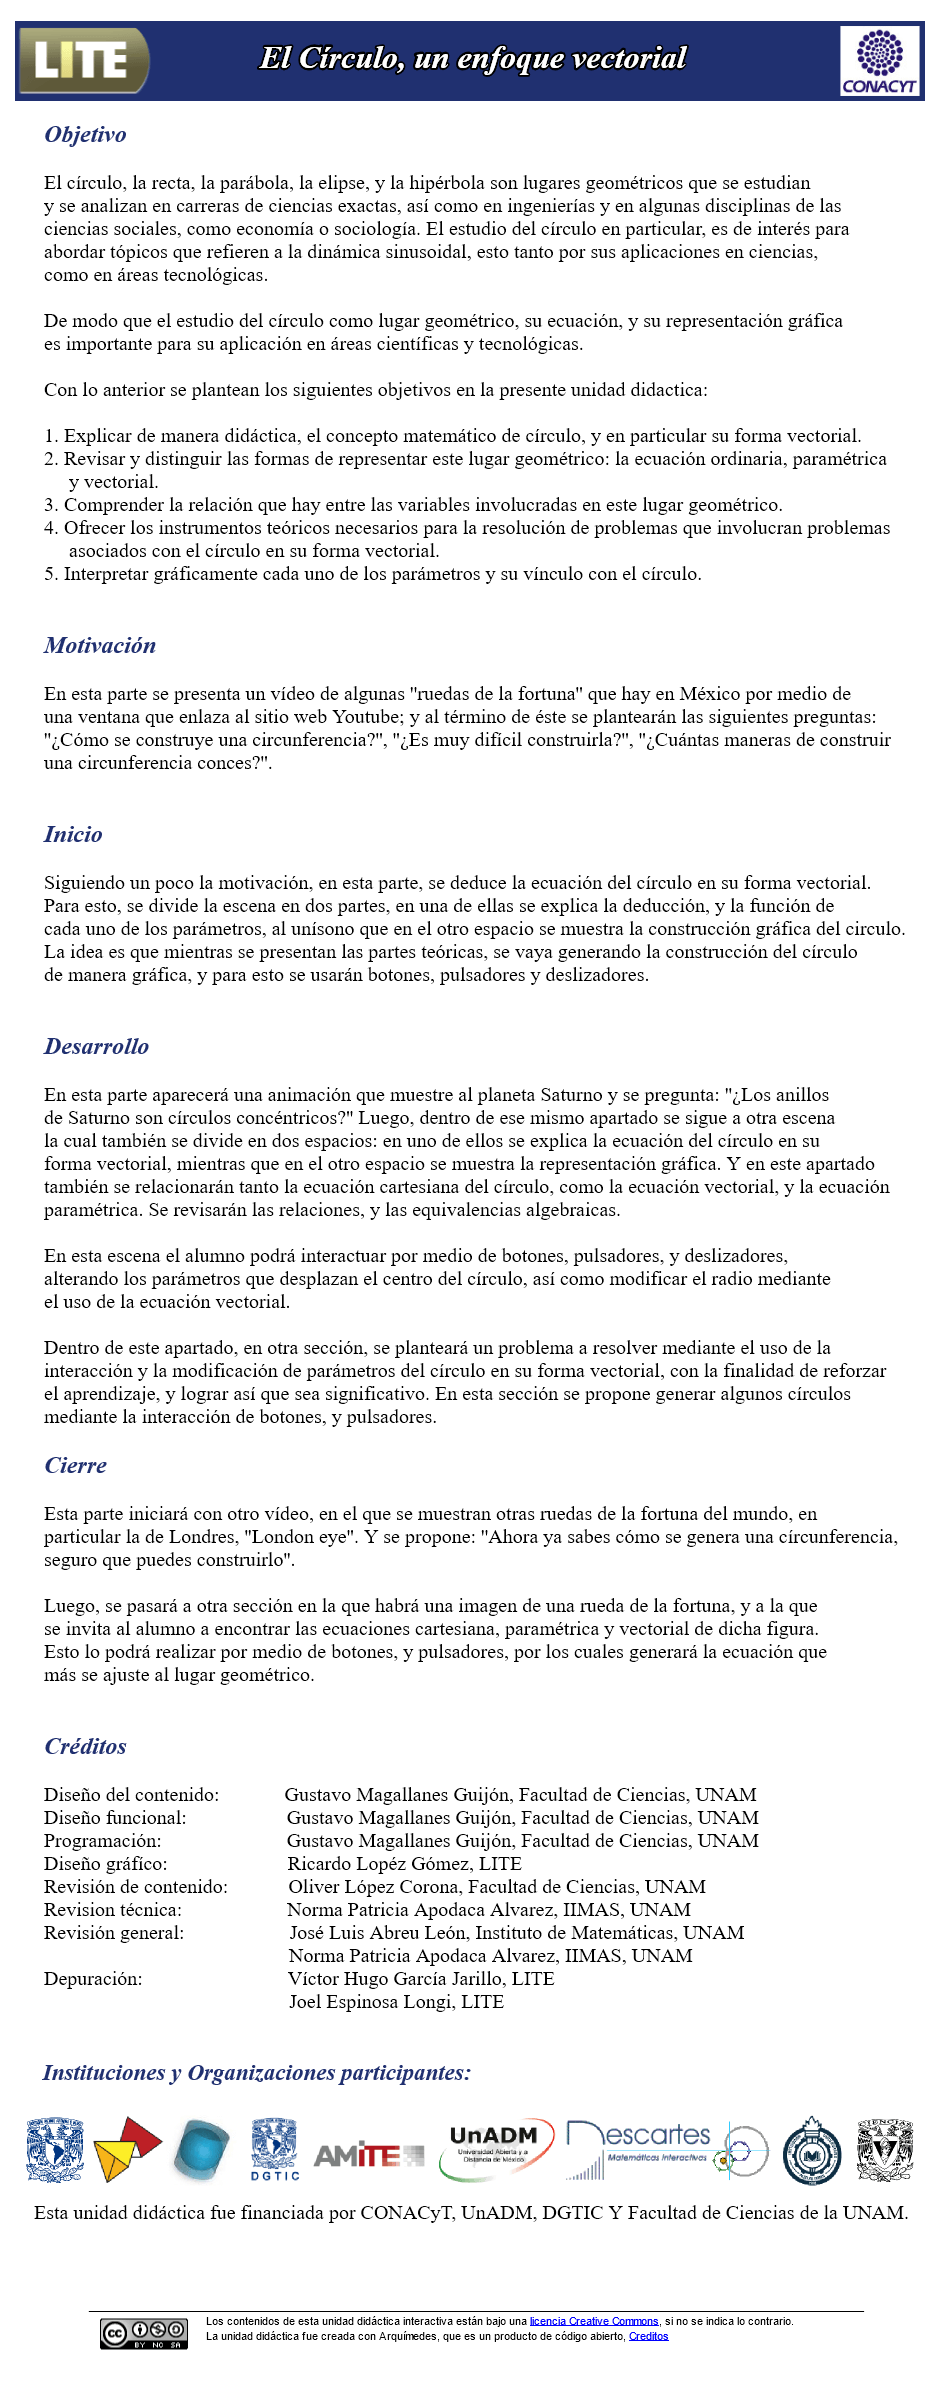 LITE
El Círculo, un enfoque vectorial
CONACYT
Objetivo
El círculo, la recta, la parábola, la elipse, y la hipérbola son lugares geométricos que se estudian
y se analizan en carreras de ciencias exactas, así como en ingenierías y en algunas disciplinas de las
ciencias sociales, como economía o sociología. El estudio del círculo en particular, es de interés para
abordar tópicos que refieren a la dinámica sinusoidal, esto tanto por sus aplicaciones en ciencias,
como en áreas tecnológicas.
De modo que el estudio del círculo como lugar geométrico, su ecuación, y su representación gráfica
es importante para su aplicación en áreas científicas y tecnológicas.
Con lo anterior se plantean los siguientes objetivos en la presente unidad didactica:
1. Explicar de manera didáctica, el concepto matemático de círculo, y en particular su forma vectorial.
2. Revisar y distinguir las formas de representar este lugar geométrico: la ecuación ordinaria, paramétrica
y vectorial.
3. Comprender la relación que hay entre las variables involucradas en este lugar geométrico.
4. Ofrecer los instrumentos teóricos necesarios para la resolución de problemas que involucran problemas
asociados con el círculo en su forma vectorial.
5. Interpretar gráficamente cada uno de los parámetros y su vínculo con el círculo.
Motivación
En esta parte se presenta un vídeo de algunas "ruedas de la fortuna" que hay en México por medio de
una ventana que enlaza al sitio web Youtube; y al término de éste se plantearán las siguientes preguntas:
"¿Cómo se construye una circunferencia?", "¿Es muy difícil construirla?", "¿Cuántas maneras de construir
una circunferencia conces?".
Inicio
Siguiendo un poco la motivación, en esta parte, se deduce la ecuación del círculo en su forma vectorial.
Para esto, se divide la escena en dos partes, en una de ellas se explica la deducción, y la función de
cada uno de los parámetros, al unísono que en el otro espacio se muestra la construcción gráfica del circulo.
La idea es que mientras se presentan las partes teóricas, se vaya generando la construcción del círculo
de manera gráfica, y para esto se usarán botones, pulsadores y deslizadores.
Desarrollo
En esta parte aparecerá una animación que muestre al planeta Saturno y se pregunta: "¿Los anillos
de Saturno son círculos concéntricos?" Luego, dentro de ese mismo apartado se sigue a otra escena
la cual también se divide en dos espacios: en uno de ellos se explica la ecuación del círculo en su
forma vectorial, mientras que en el otro espacio se muestra la representación gráfica. Y en este apartado
también se relacionarán tanto la ecuación cartesiana del círculo, como la ecuación vectorial, y la ecuación
paramétrica. Se revisarán las relaciones, y las equivalencias algebraicas.
En esta escena el alumno podrá interactuar por medio de botones, pulsadores, y deslizadores,
alterando los parámetros que desplazan el centro del círculo, así como modificar el radio mediante
el uso de la ecuación vectorial.
Dentro de este apartado, en otra sección, se planteará un problema a resolver mediante el uso de la
interacción y la modificación de parámetros del círculo en su forma vectorial, con la finalidad de reforzar
el aprendizaje, y lograr así que sea significativo. En esta sección se propone generar algunos círculos
mediante la interacción de botones, y pulsadores.
Cierre
Esta parte iniciará con otro vídeo, en el que se muestran otras ruedas de la fortuna del mundo, en
particular la de Londres, "London eye". Y se propone: "Ahora ya sabes cómo se genera una círcunferencia,
seguro que puedes construirlo".
Luego, se pasará a otra sección en la que habrá una imagen de una rueda de la fortuna, y a la que
se invita al alumno a encontrar las ecuaciones cartesiana, paramétrica y vectorial de dicha figura.
Esto lo podrá realizar por medio de botones, y pulsadores, por los cuales generará la ecuación que
más se ajuste al lugar geométrico.
Créditos
Diseño del contenido: Gustavo Magallanes Guijón, Facultad de Ciencias, UNAM
Diseño funcional: Gustavo Magallanes Guijón, Facultad de Ciencias, UNAM
Programación: Gustavo Magallanes Guijón, Facultad de Ciencias, UNAM
Diseño gráfico: Ricardo Lopéz Gómez, LITE
Revisión de contenido: Oliver López Corona, Facultad de Ciencias, UNAM
Revision técnica: Norma Patricia Apodaca Alvarez, IIMAS, UNAM
Revisión general: José Luis Abreu León, Instituto de Matemáticas, UNAM
Norma Patricia Apodaca Alvarez, IIMAS, UNAM
Depuración: Víctor Hugo García Jarillo, LITE
Joel Espinosa Longi, LITE
Instituciones y Organizaciones participantes:
DGTIC
AMITE
UnADM
Universidad Abierta y a
Distancia de México
Descartes
Matemáticas Interactivas
CIENCIAS
Esta unidad didáctica fue financiada por CONACyT, UnADM, DGTIC Y Facultad de Ciencias de la UNAM.
cc BY NC SA
Los contenidos de esta unidad didáctica interactiva están bajo una licencia Creative Commons, si no se indica lo contrario.
La unidad didáctica fue creada con Arquímedes, que es un producto de código abierto, Creditos